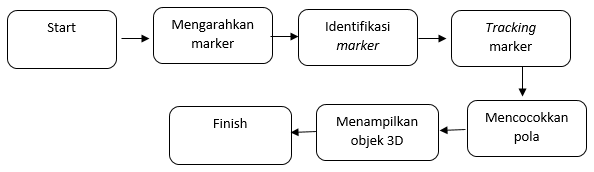 Start
Mengarahkan
marker
Identifikasi
marker
Tracking
marker
Mencocokkan
pola
Menampilkan
objek 3D
Finish